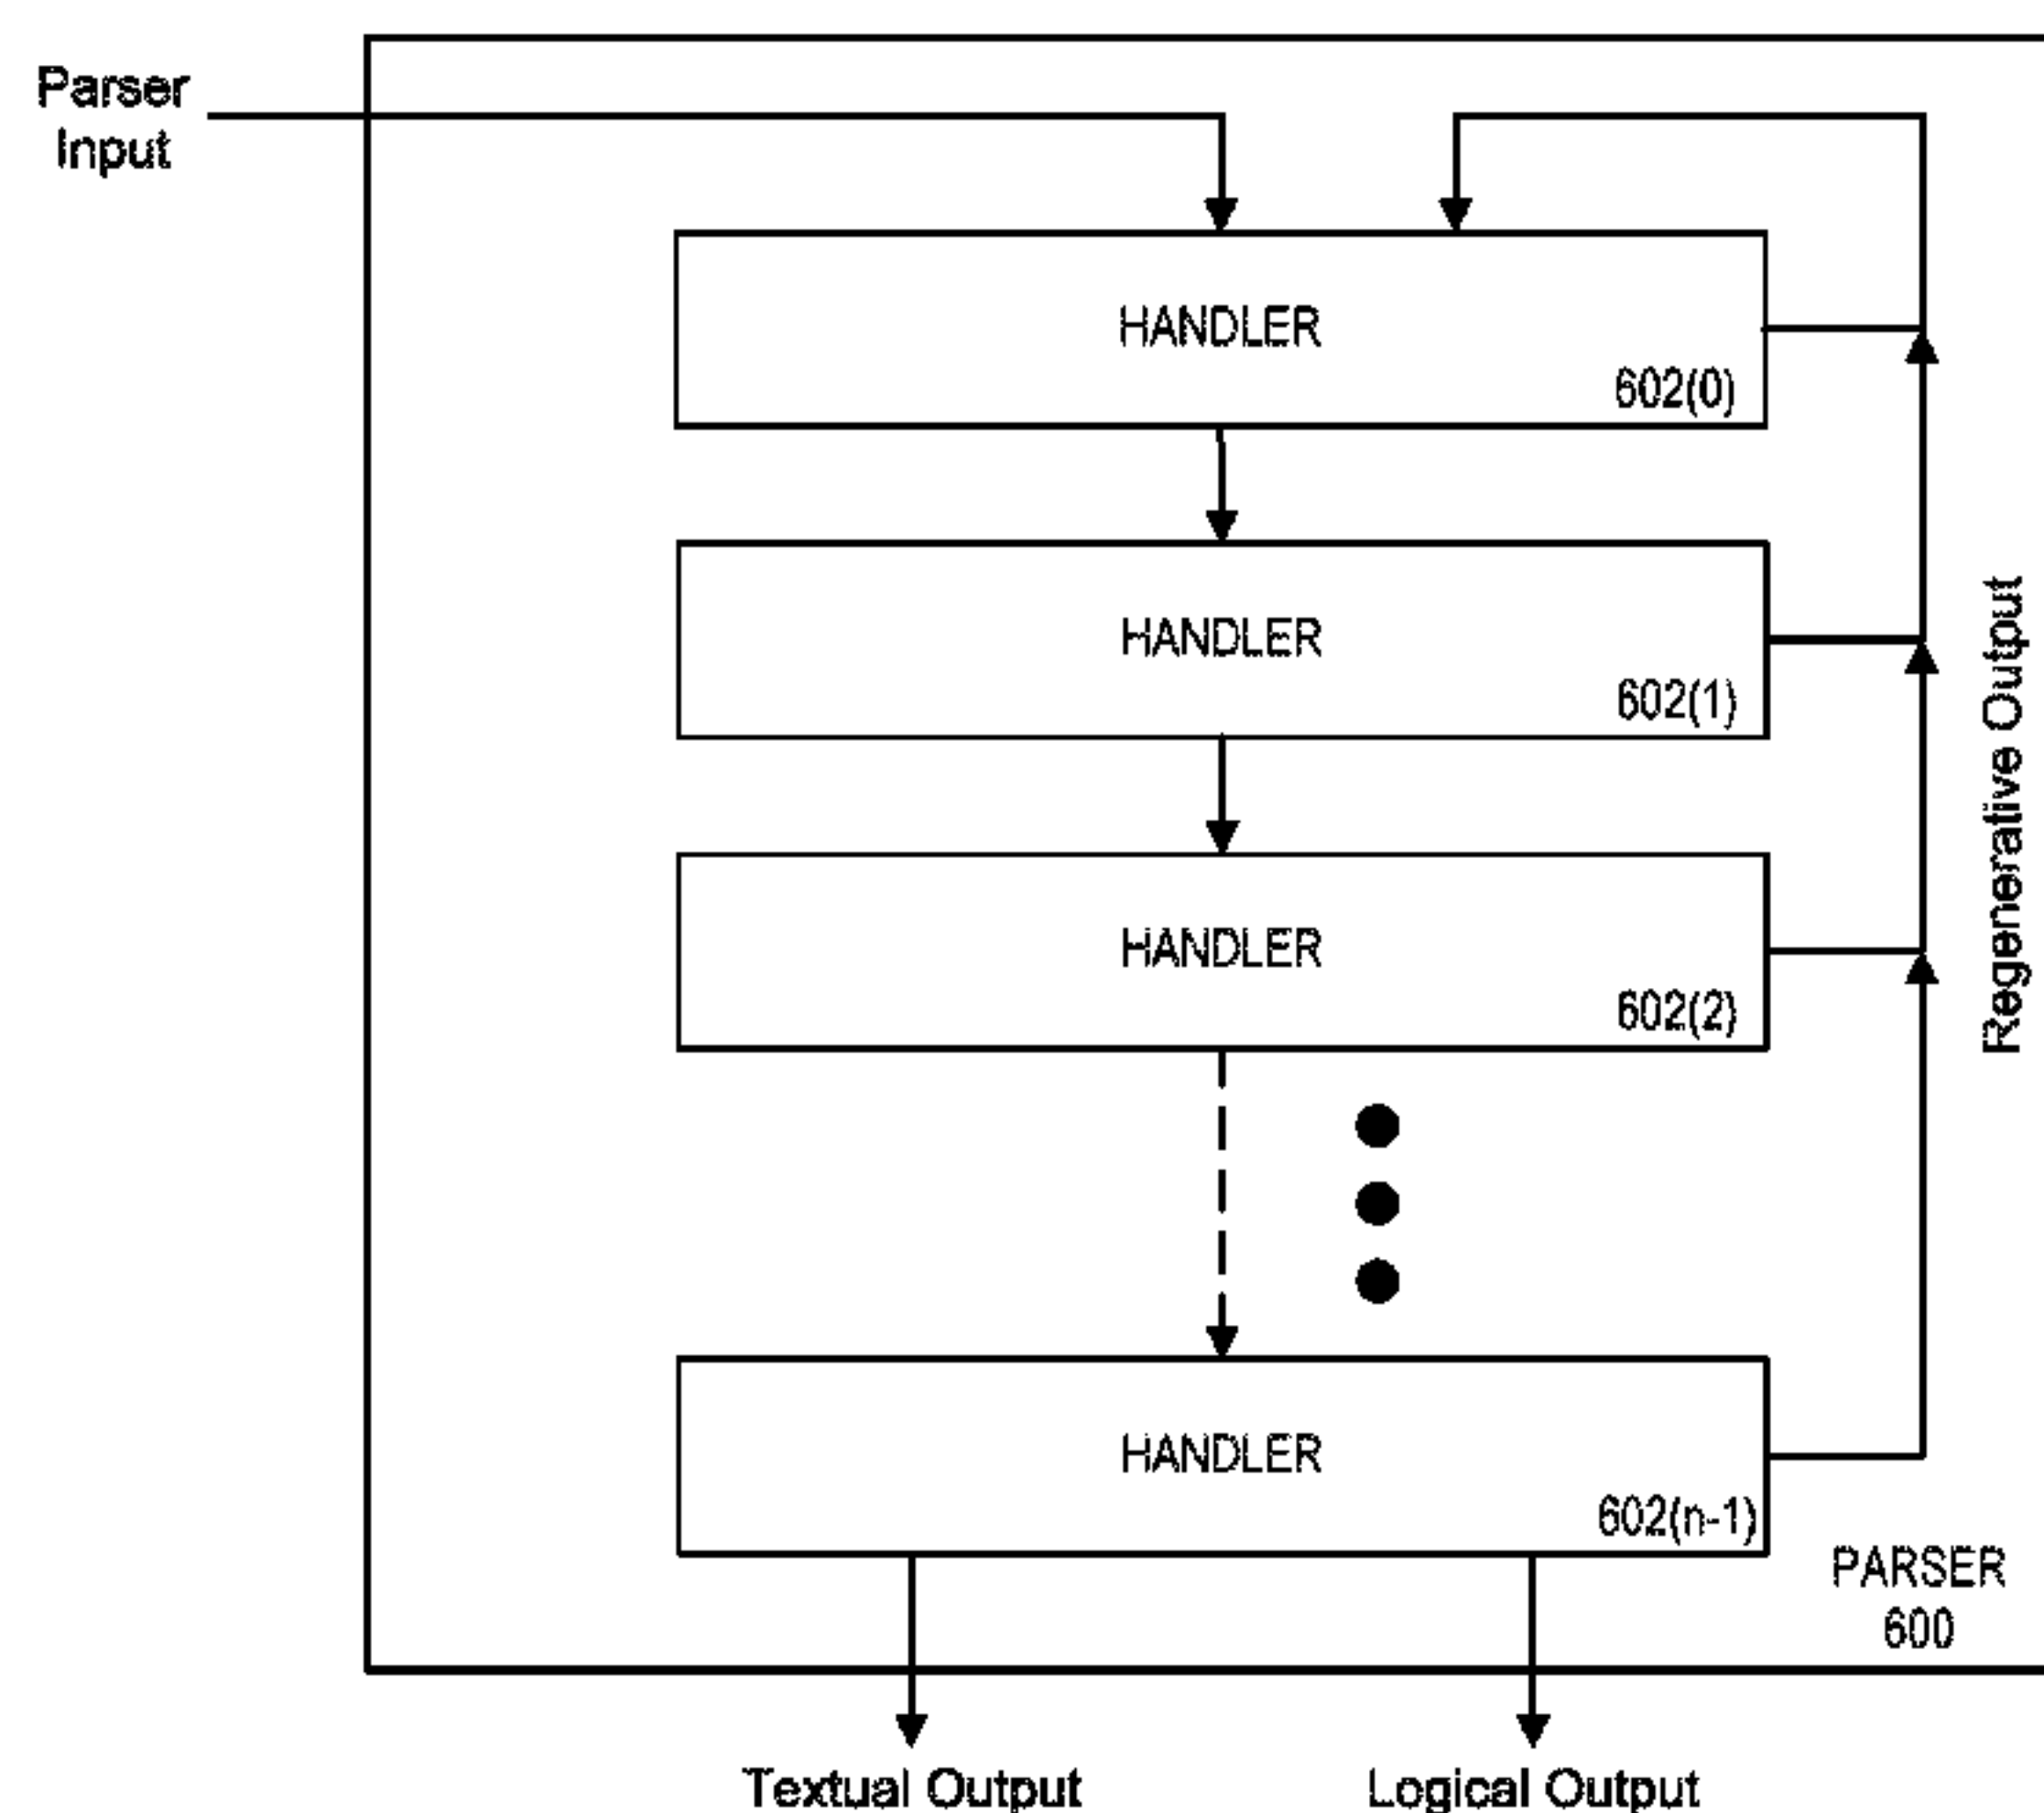 Parser
Input
HANDLER
602(0)
HANDLER
602(1)
Regenerative Output
HANDLER
602(2)
HANDLER
602(n-1)
PARSER
600
Textual Output
Logical Output